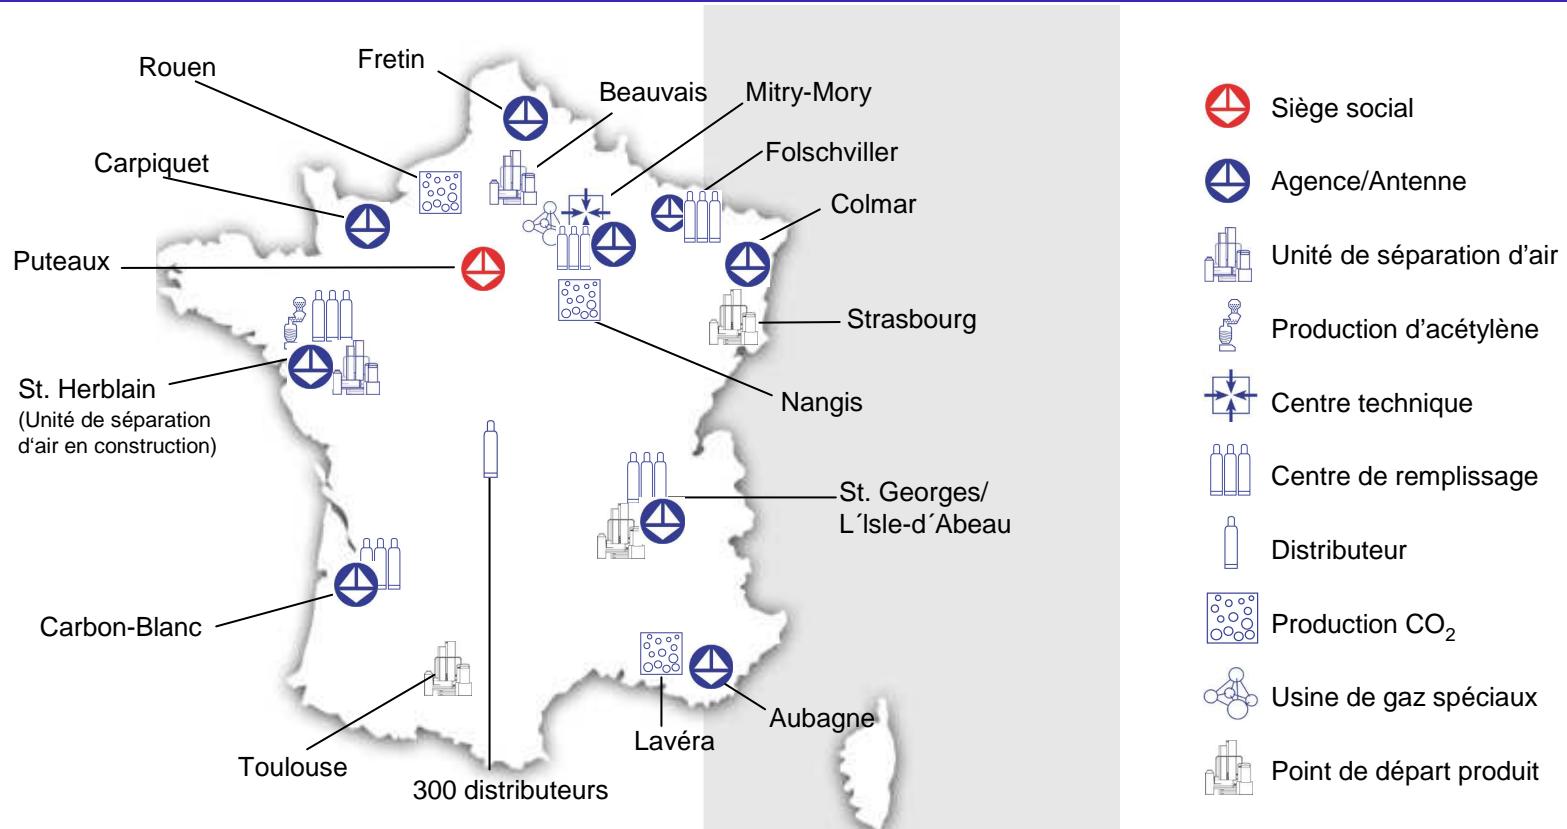 Rouen
Fretin
Beauvais
Mitry-Mory
Carpiquet
Folschviller
Colmar
Puteaux
Strasbourg
St. Herblain
(Unité de séparation
d‘air en construction)
Nangis
St. Georges/
L´Isle-d´Abeau
Carbon-Blanc
Aubagne
Lavéra
Toulouse
300 distributeurs
Siège social
Agence/Antenne
Unité de séparation d’air
Production d’acétylène
Centre technique
Centre de remplissage
Distributeur
Production CO₂
Usine de gaz spéciaux
Point de départ produit